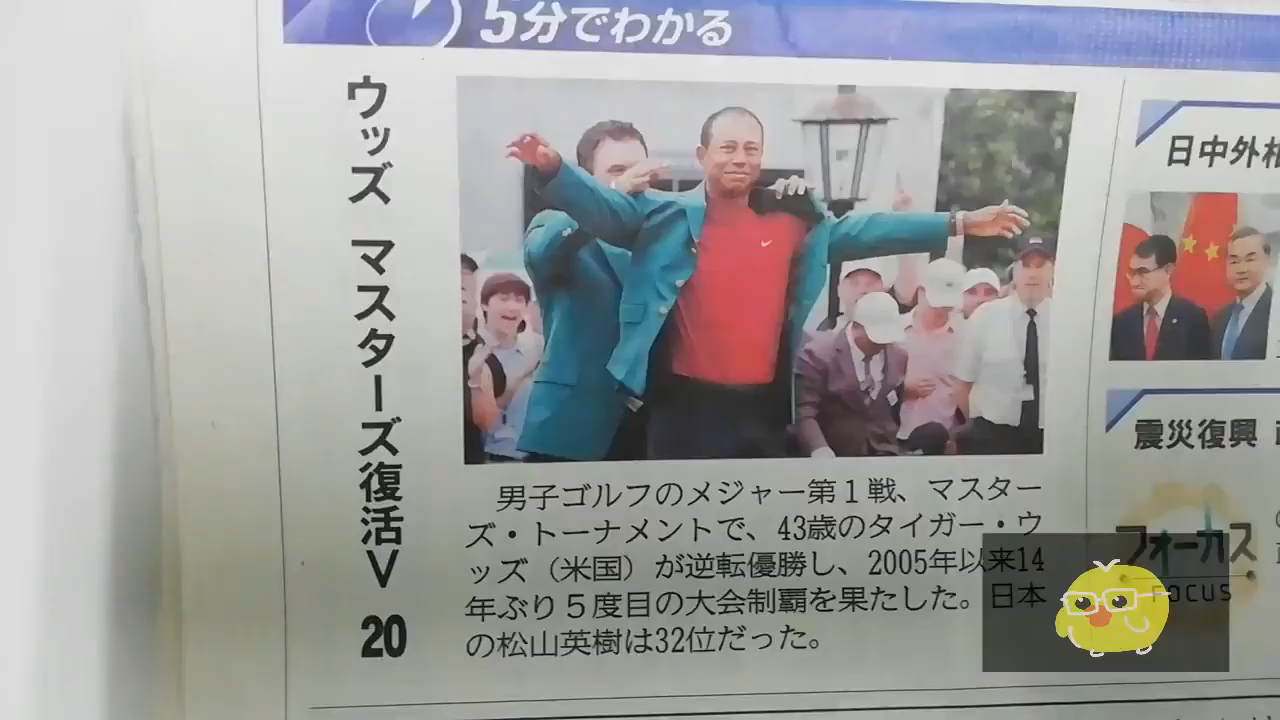 5分でわかる
ウッズ マスターズ復活V 20
男子ゴルフのメジャー第1戦、マスター
ズ・トーナメントで、43歳のタイガー・ウ
ッズ（米国）が逆転優勝し、2005年以来14
年ぶり5度目の大会制覇を果たした。日本
の松山英樹は32位だった。
日中外相
震災復興
フォーカス
FOCUS